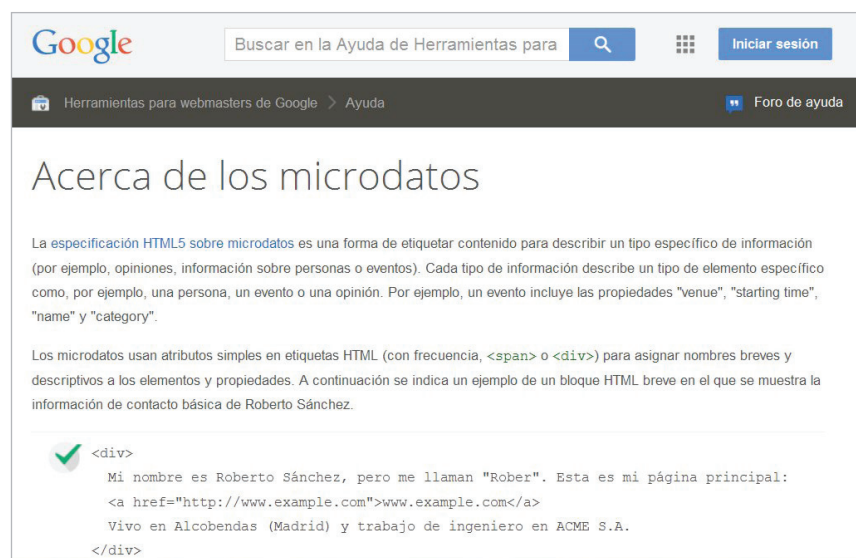 Google
Buscar en la Ayuda de Herramientas para
Iniciar sesión
Herramientas para webmasters de Google > Ayuda
Foro de ayuda
Acerca de los microdatos
La especificación HTML5 sobre microdatos es una forma de etiquetar contenido para describir un tipo específico de información
(por ejemplo, opiniones, información sobre personas o eventos). Cada tipo de información describe un tipo de elemento específico
como, por ejemplo, una persona, un evento o una opinión. Por ejemplo, un evento incluye las propiedades "venue", "starting time",
"name" y "category".
Los microdatos usan atributos simples en etiquetas HTML (con frecuencia, <span> o <div>) para asignar nombres breves y
descriptivos a los elementos y propiedades. A continuación se indica un ejemplo de un bloque HTML breve en el que se muestra la
información de contacto básica de Roberto Sánchez.
<div>
Mi nombre es Roberto Sánchez, pero me llaman "Rober". Esta es mi página principal:
<a href="http://www.example.com">www.example.com</a>
Vivo en Alcobendas (Madrid) y trabajo de ingeniero en ACME S.A.
</div>